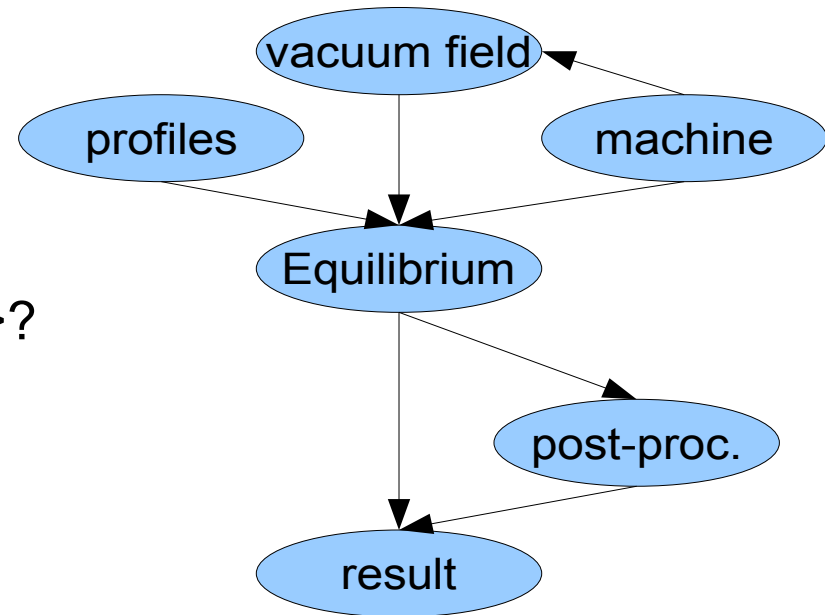 vacuum field
profiles
machine
Equilibrium
?
post-proc.
result